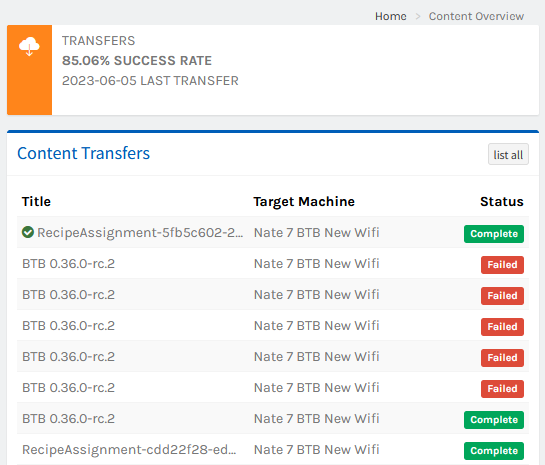 Home > Content Overview
TRANSFERS
85.06% SUCCESS RATE
2023-06-05 LAST TRANSFER
Content Transfers list all
Title Target Machine Status
RecipeAssignment-5fb5c602-2... Nate 7 BTB New Wifi Complete
BTB 0.36.0-rc.2 Nate 7 BTB New Wifi Failed
BTB 0.36.0-rc.2 Nate 7 BTB New Wifi Failed
BTB 0.36.0-rc.2 Nate 7 BTB New Wifi Failed
BTB 0.36.0-rc.2 Nate 7 BTB New Wifi Failed
BTB 0.36.0-rc.2 Nate 7 BTB New Wifi Failed
BTB 0.36.0-rc.2 Nate 7 BTB New Wifi Complete
RecipeAssignment-cdd22f28-ed... Nate 7 BTB New Wifi Complete